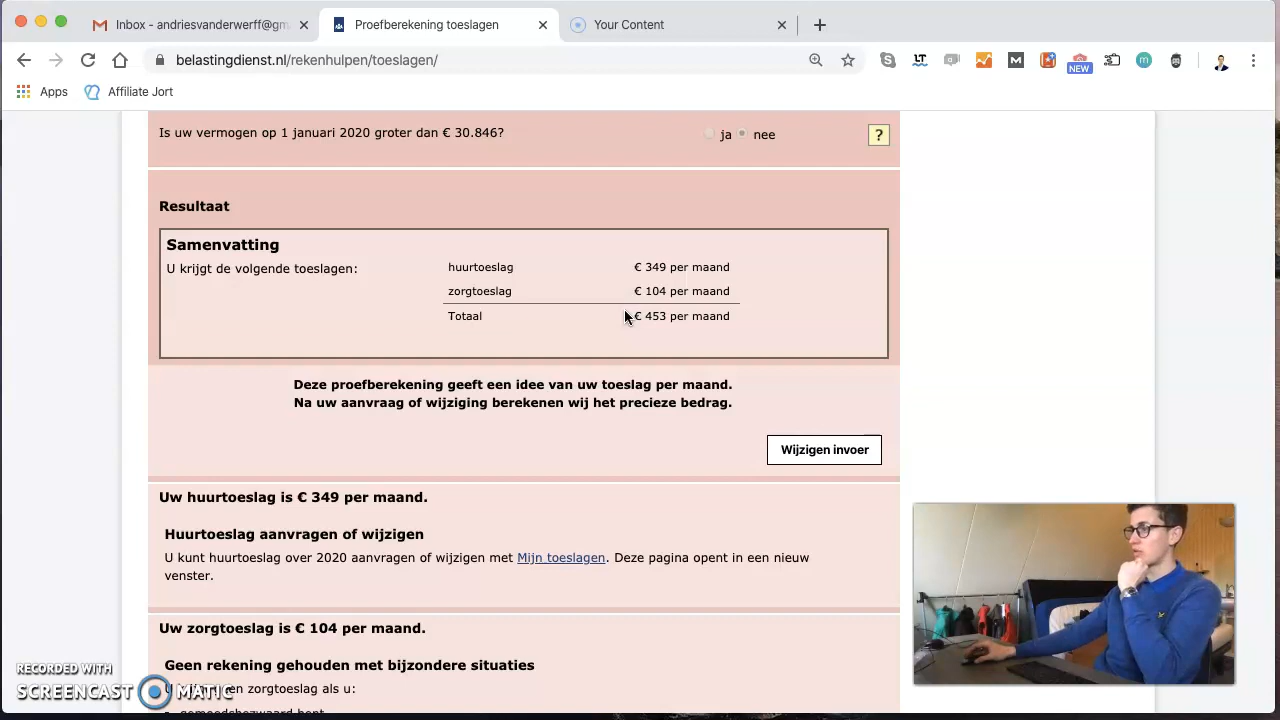 Inbox - andriesvanderwerff@gm
Proefberekening toeslagen
Your Content
belastingdienst.nl/rekenhulpen/toeslagen/
NEW
Apps
Affiliate Jort
Is uw vermogen op 1 januari 2020 groter dan € 30.846?
ja
nee
?
Resultaat
Samenvatting
U krijgt de volgende toeslagen:
huurtoeslag € 349 per maand
zorgtoeslag € 104 per maand
Totaal € 453 per maand
Deze proefberekening geeft een idee van uw toeslag per maand.
Na uw aanvraag of wijziging berekenen wij het precieze bedrag.
Wijzigen invoer
Uw huurtoeslag is € 349 per maand.
Huurtoeslag aanvragen of wijzigen
U kunt huurtoeslag over 2020 aanvragen of wijzigen met Mijn toeslagen. Deze pagina opent in een nieuw
venster.
Uw zorgtoeslag is € 104 per maand.
Geen rekening gehouden met bijzondere situaties
zorgtoeslag als u:
gemoedsbezwaard bent
RECORDED WITH
SCREENCAST MATIC